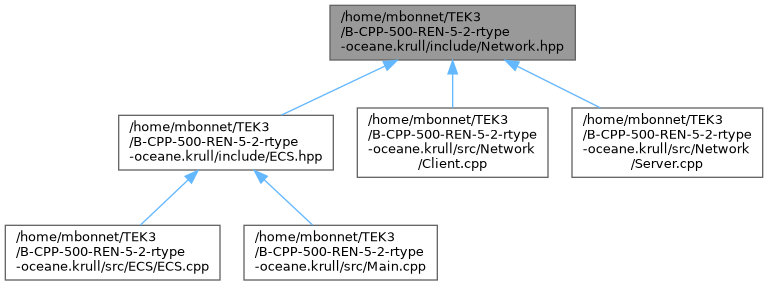 /home/mbonnet/TEK3
/B-CPP-500-REN-5-2-rtype
-oceane.krull/include/Network.hpp
/home/mbonnet/TEK3
/B-CPP-500-REN-5-2-rtype
-oceane.krull/include/ECS.hpp
/home/mbonnet/TEK3
/B-CPP-500-REN-5-2-rtype
-oceane.krull/src/Network
/Client.cpp
/home/mbonnet/TEK3
/B-CPP-500-REN-5-2-rtype
-oceane.krull/src/Network
/Server.cpp
/home/mbonnet/TEK3
/B-CPP-500-REN-5-2-rtype
-oceane.krull/src/ECS/ECS.cpp
/home/mbonnet/TEK3
/B-CPP-500-REN-5-2-rtype
-oceane.krull/src/Main.cpp